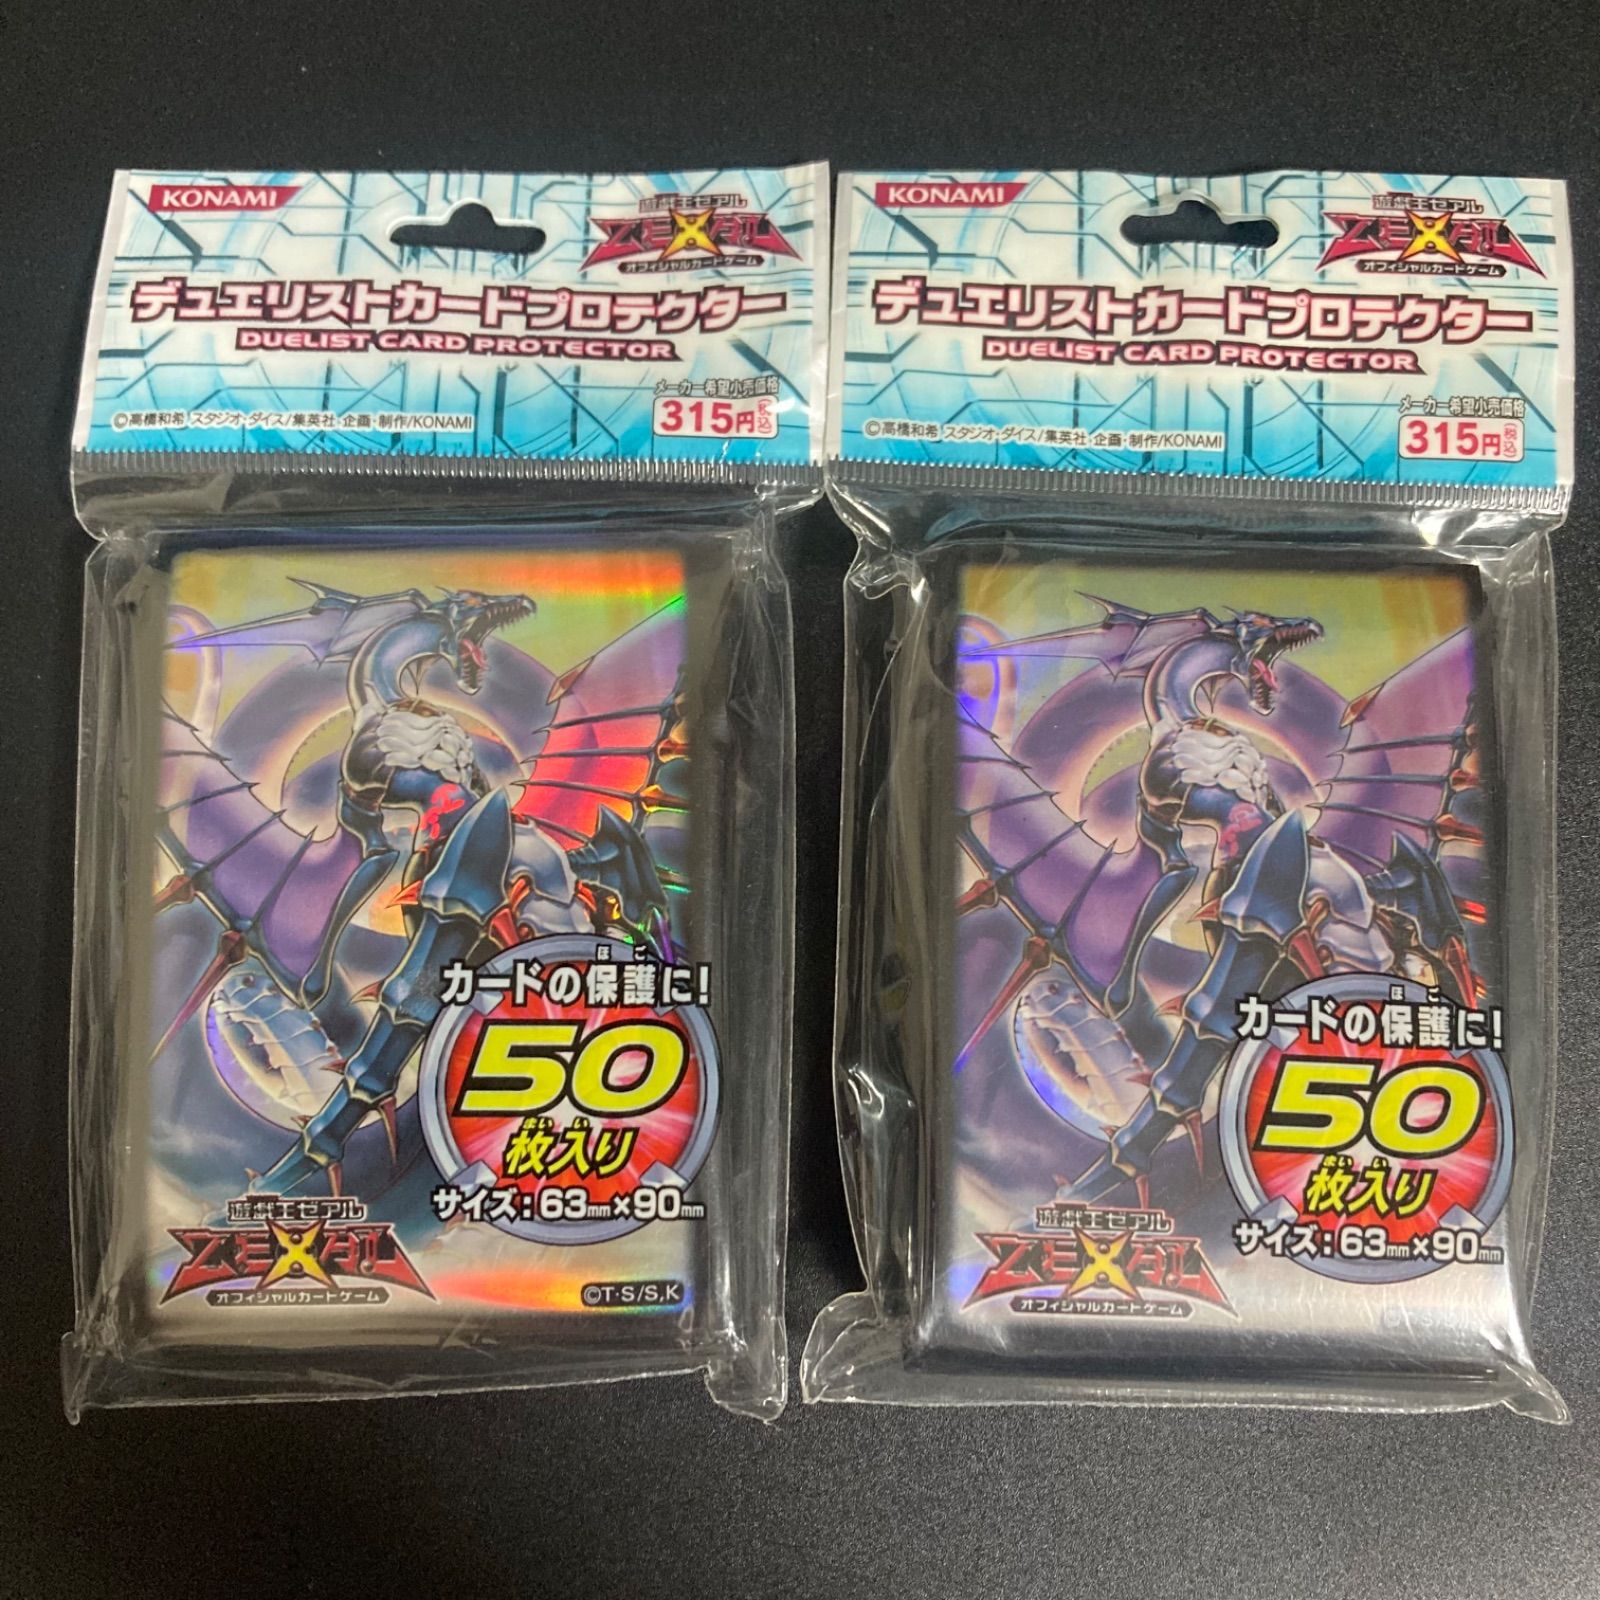 KONAMI
遊戯王ゼアル
ZEXAL
オフィシャルカードゲーム
デュエリストカードプロテクター
DUELIST CARD PROTECTOR
メーカー希望小売価格
315円(税込)
©高橋和希 スタジオ・ダイス/集英社・企画・制作/KONAMI
ほご
カードの保護に!
50
まいい
枚入り
サイズ:63mm×90mm
遊戯王ゼアル
ZEXAL
オフィシャルカードゲーム
©T・S/S,K
KONAMI
遊戯王ゼアル
ZEXAL
オフィシャルカードゲーム
デュエリストカードプロテクター
DUELIST CARD PROTECTOR
メーカー希望小売価格
315円(税込)
©高橋和希 スタジオ・ダイス/集英社・企画・制作/KONAMI
ほご
カードの保護に!
50
まいい
枚入り
サイズ:63mm×90mm
遊戯王ゼアル
ZEXAL
オフィシャルカードゲーム